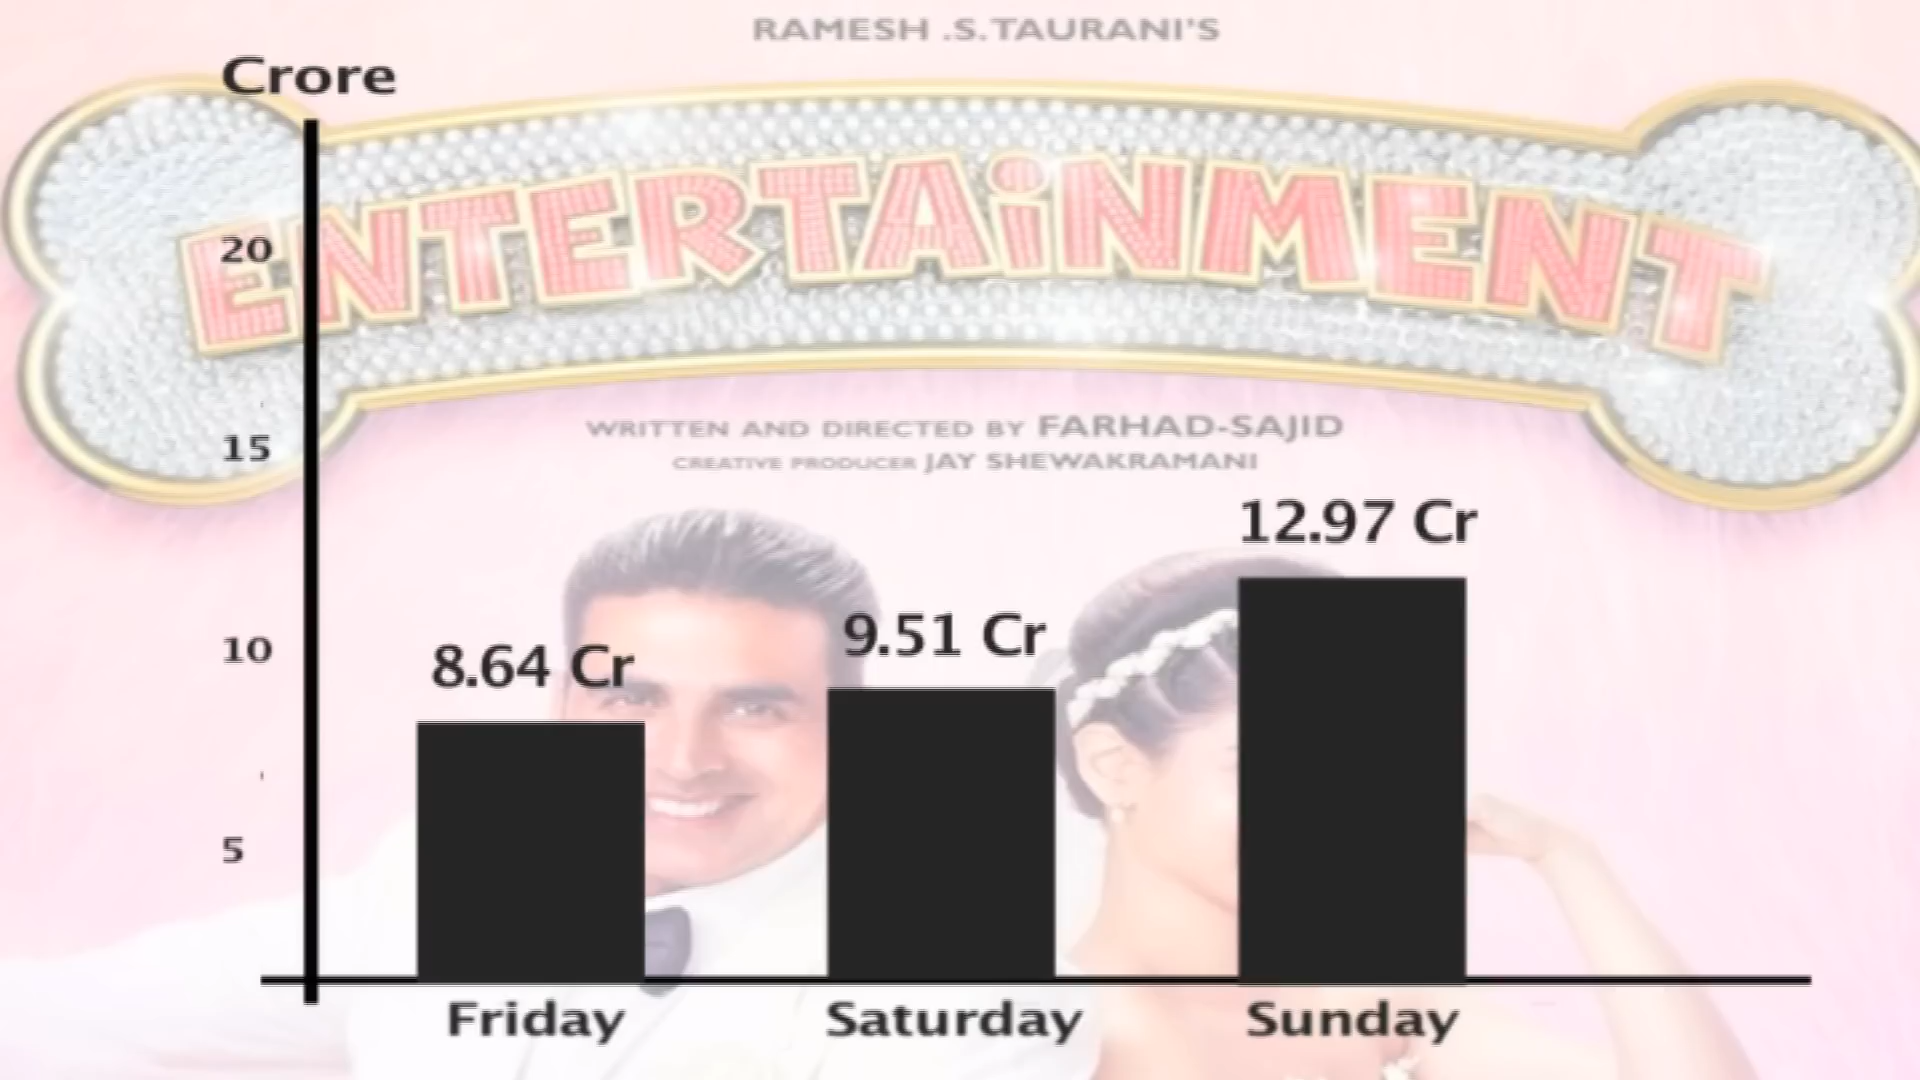 RAMESH .S.TAURANI'S
Crore
ENTERTAiNMENT
20
WRITTEN AND DIRECTED BY FARHAD-SAJID
15
CREATIVE PRODUCER JAY SHEWAKRAMANI
12.97 Cr
9.51 Cr
10
8.64 Cr
5
Friday Saturday Sunday